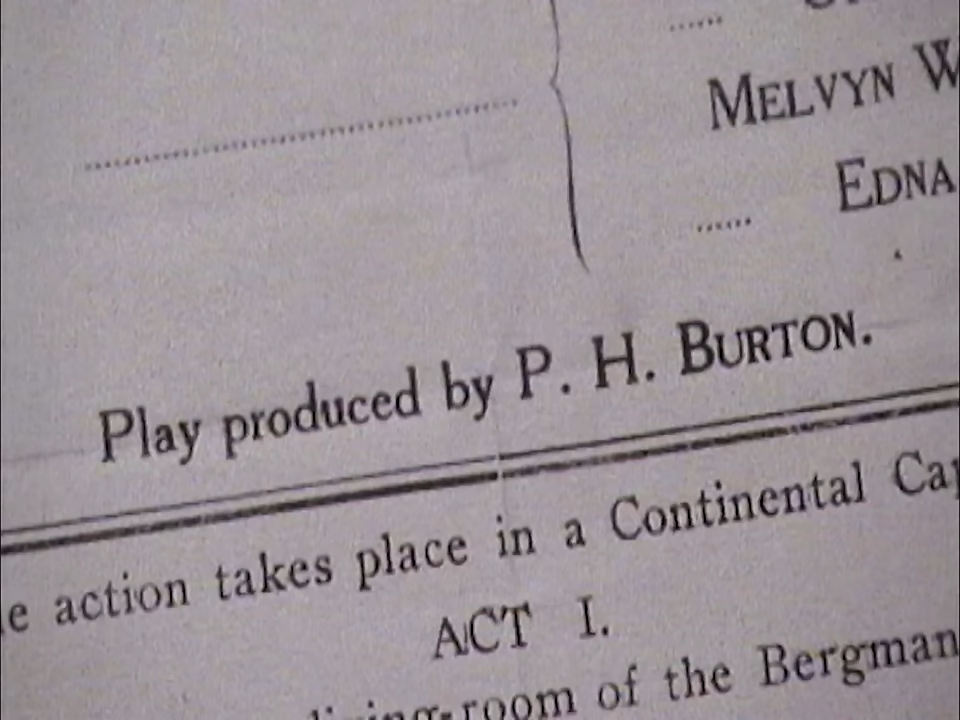 MELVYN
EDNA
Play produced by P. H. BURTON.
action takes place in a Continental
ACT I.
of the Bergman